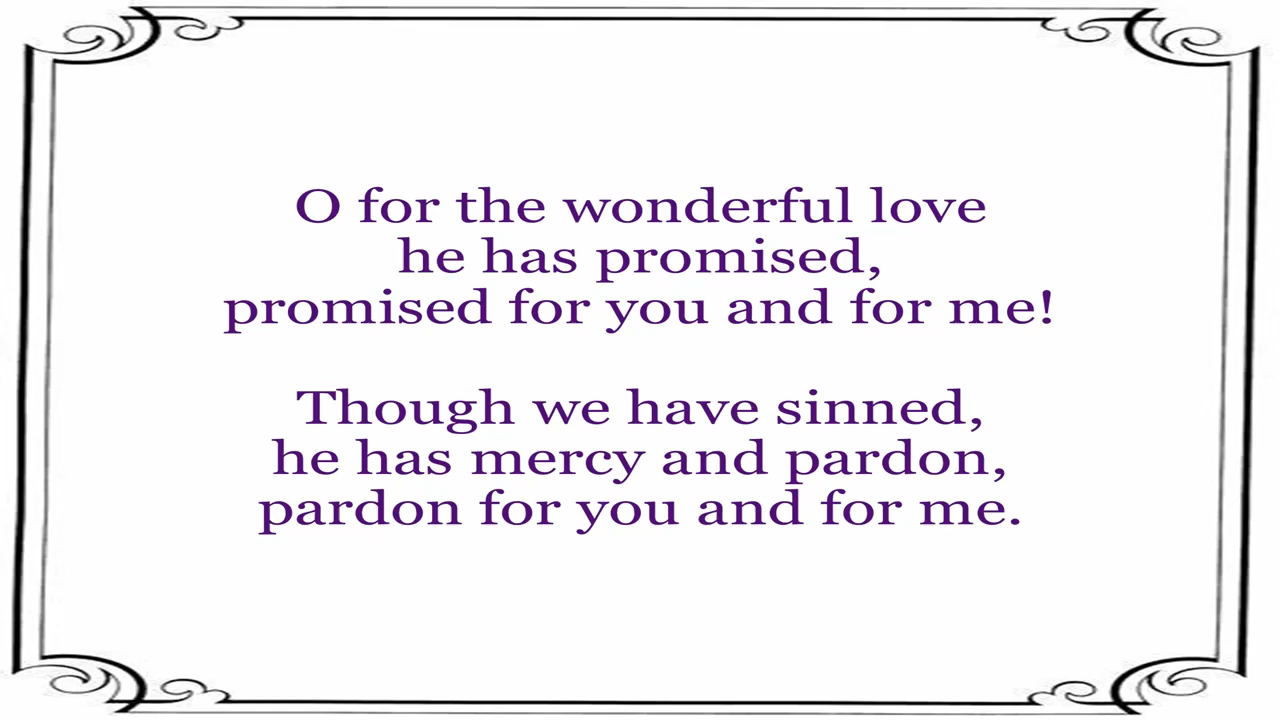 O for the wonderful love
he has promised,
promised for you and for me!
Though we have sinned,
he has mercy and pardon,
pardon for you and for me.